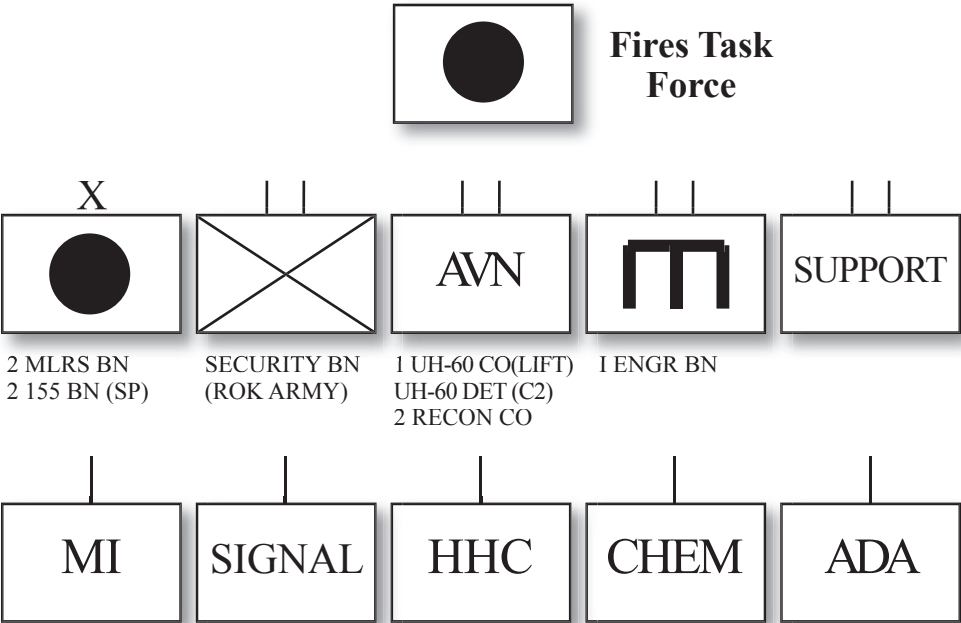 Fires Task
Force
X
AVN
SUPPORT
2 MLRS BN
2 155 BN (SP)
SECURITY BN
(ROK ARMY)
1 UH-60 CO(LIFT)
UH-60 DET (C2)
2 RECON CO
I ENGR BN
MI
SIGNAL
HHC
CHEM
ADA